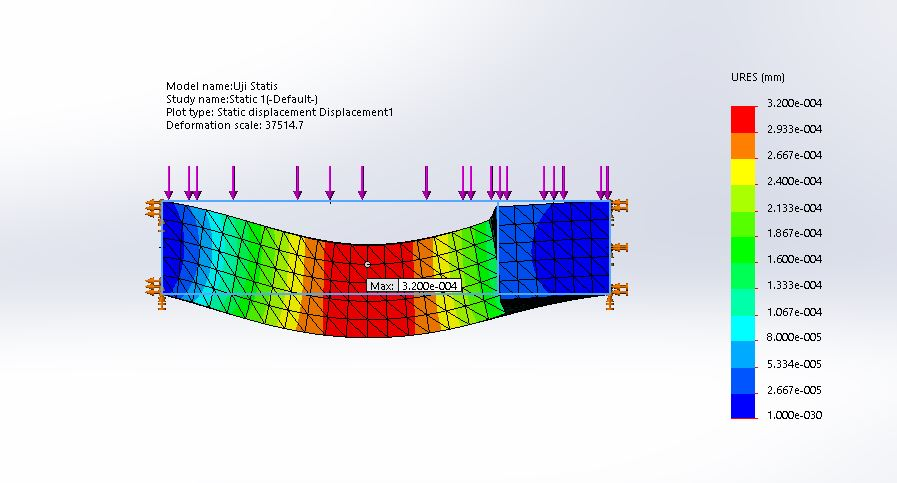 Model name:Uji Statis
Study name:Static 1(-Default-)
Plot type: Static displacement Displacement1
Deformation scale: 37514.7
URES (mm)
3.200e-004
2.933e-004
2.667e-004
2.400e-004
2.133e-004
1.867e-004
1.600e-004
1.333e-004
1.067e-004
8.000e-005
5.334e-005
2.667e-005
1.000e-030
Max: 3.200e-004